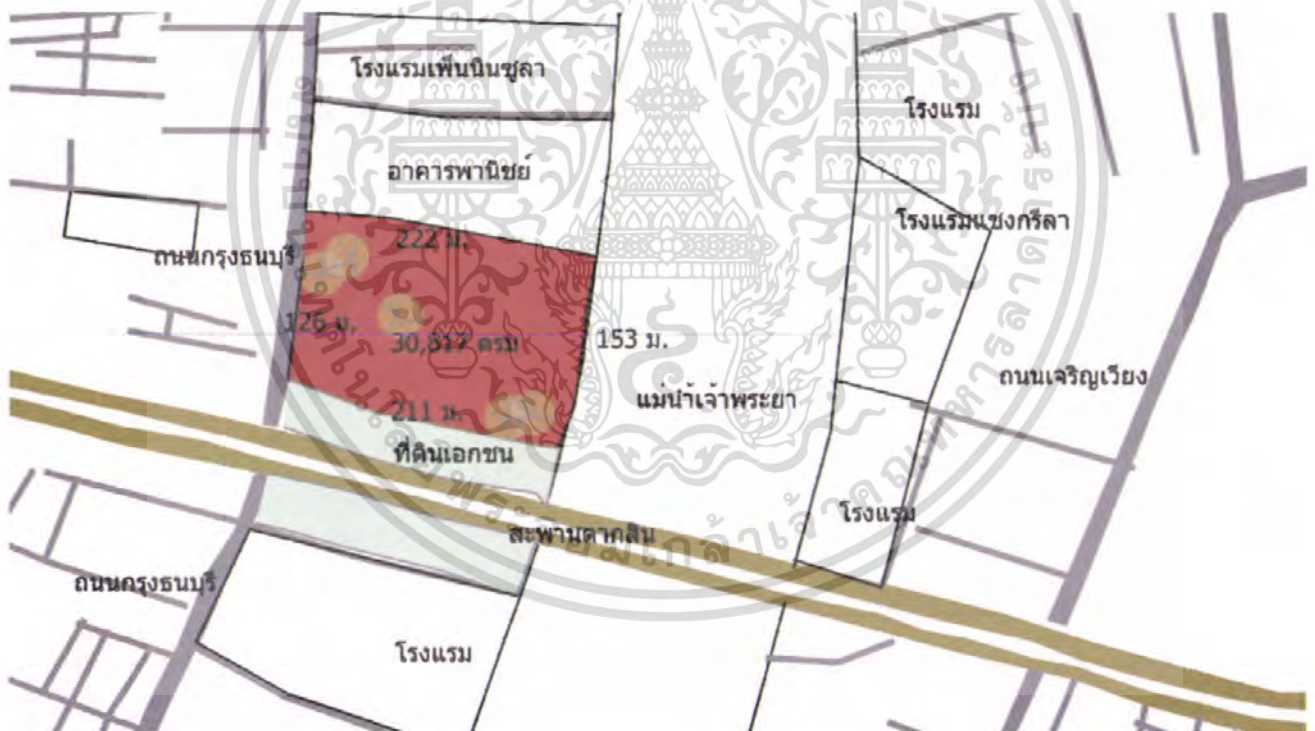 โรงแรมเพ็นนินซูลา
โรงแรม
อาคารพานิชย์
โรงแรมแชงกรีลา
222 ม.
ถนนกรุงธนบุรี
126 ม.
30,817 ตรม
153 ม.
ถนนเจริญเวียง
แม่น้ำเจ้าพระยา
211 ม.
ที่ดินเอกชน
โรงแรม
สะพานตากสิน
ถนนกรุงธนบุรี
โรงแรม